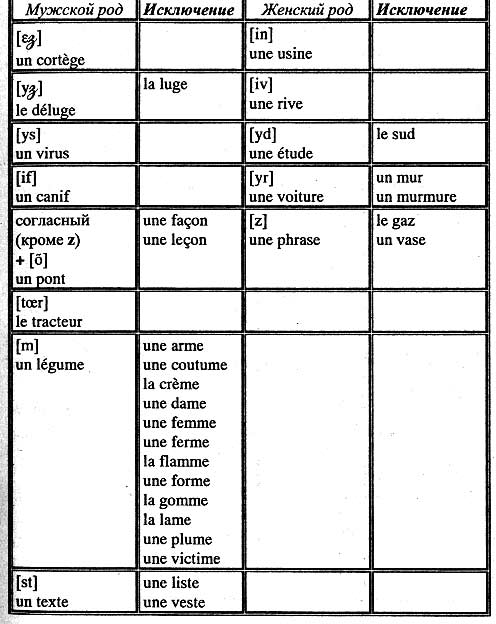 Мужской род Исключение Женский род Исключение
[ɛʒ] [in]
un cortège une usine
[yʒ] la luge [iv]
le déluge une rive
[ys] [yd] le sud
un virus une étude
[if] [yr] un mur
un canif une voiture un murmure
согласный une façon [z] le gaz
(кроме z) une leçon une phrase un vase
+ [õ]
un pont
[tœr]
le tracteur
[m] une arme
un légume une coutume
la crème
une dame
une femme
une ferme
la flamme
une forme
la gomme
la lame
une plume
une victime
[st] une liste
un texte une veste